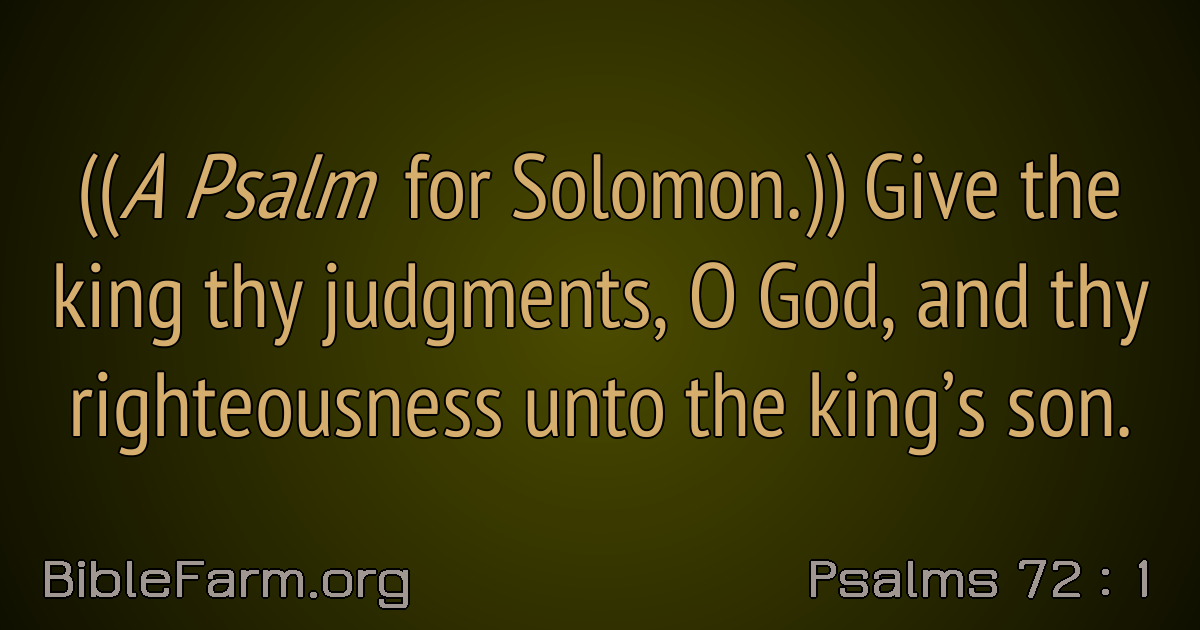 ((A Psalm for Solomon.)) Give the
king thy judgments, O God, and thy
righteousness unto the king’s son.
BibleFarm.org
Psalms 72 : 1